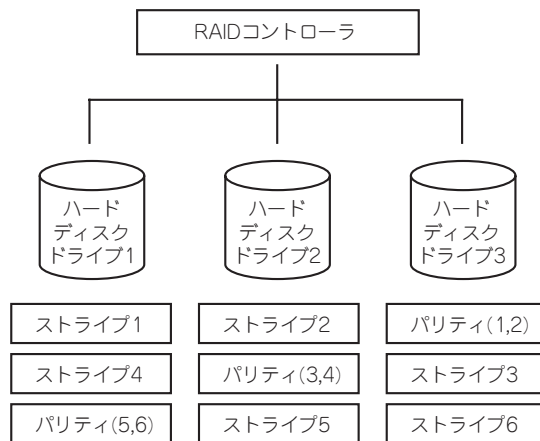 RAIDコントローラ
ハード
ディスク
ドライブ1
ハード
ディスク
ドライブ2
ハード
ディスク
ドライブ3
ストライプ1
ストライプ2
パリティ(1,2)
ストライプ4
パリティ(3,4)
ストライプ3
パリティ(5,6)
ストライプ5
ストライプ6